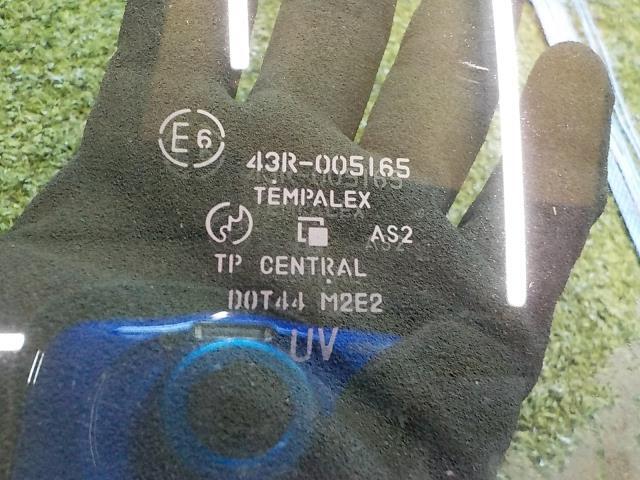 E6
43R-005165
TEMPALEX
AS2
TP CENTRAL
DOT44 M2E2
UV